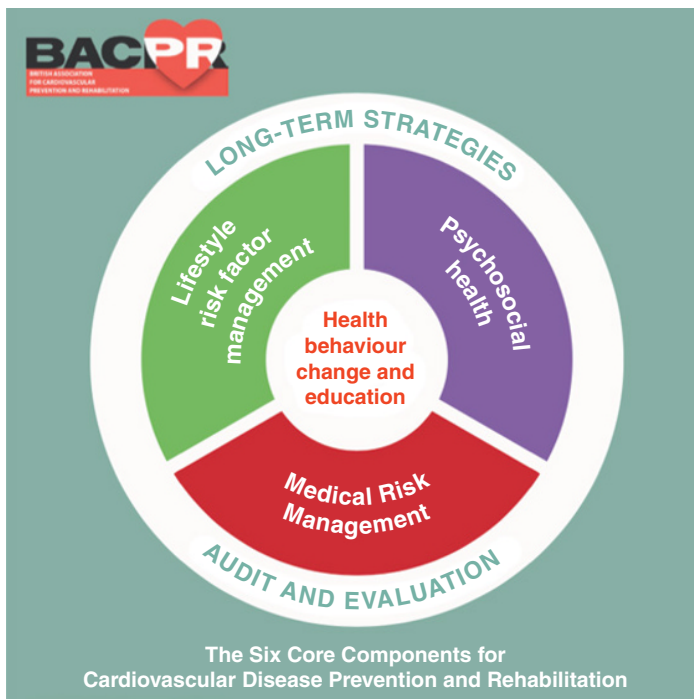 BACPR
BRITISH ASSOCIATION
FOR CARDIOVASCULAR
PREVENTION AND REHABILITATION
LONG-TERM STRATEGIES
Lifestyle
risk factor
management
Psychosocial
health
Health
behaviour
change and
education
Medical Risk
Management
AUDIT AND EVALUATION
The Six Core Components for
Cardiovascular Disease Prevention and Rehabilitation